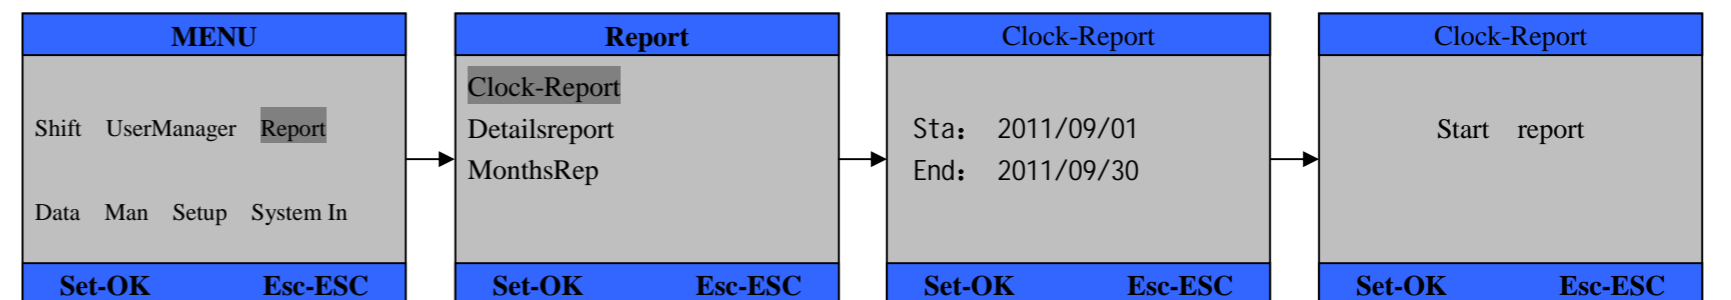 MENU
Shift UserManager Report
Data Man Setup System In
Set-OK Esc-ESC
Report
Clock-Report
Detailsreport
MonthsRep
Set-OK Esc-ESC
Clock-Report
Sta： 2011/09/01
End： 2011/09/30
Set-OK Esc-ESC
Clock-Report
Start report
Set-OK Esc-ESC